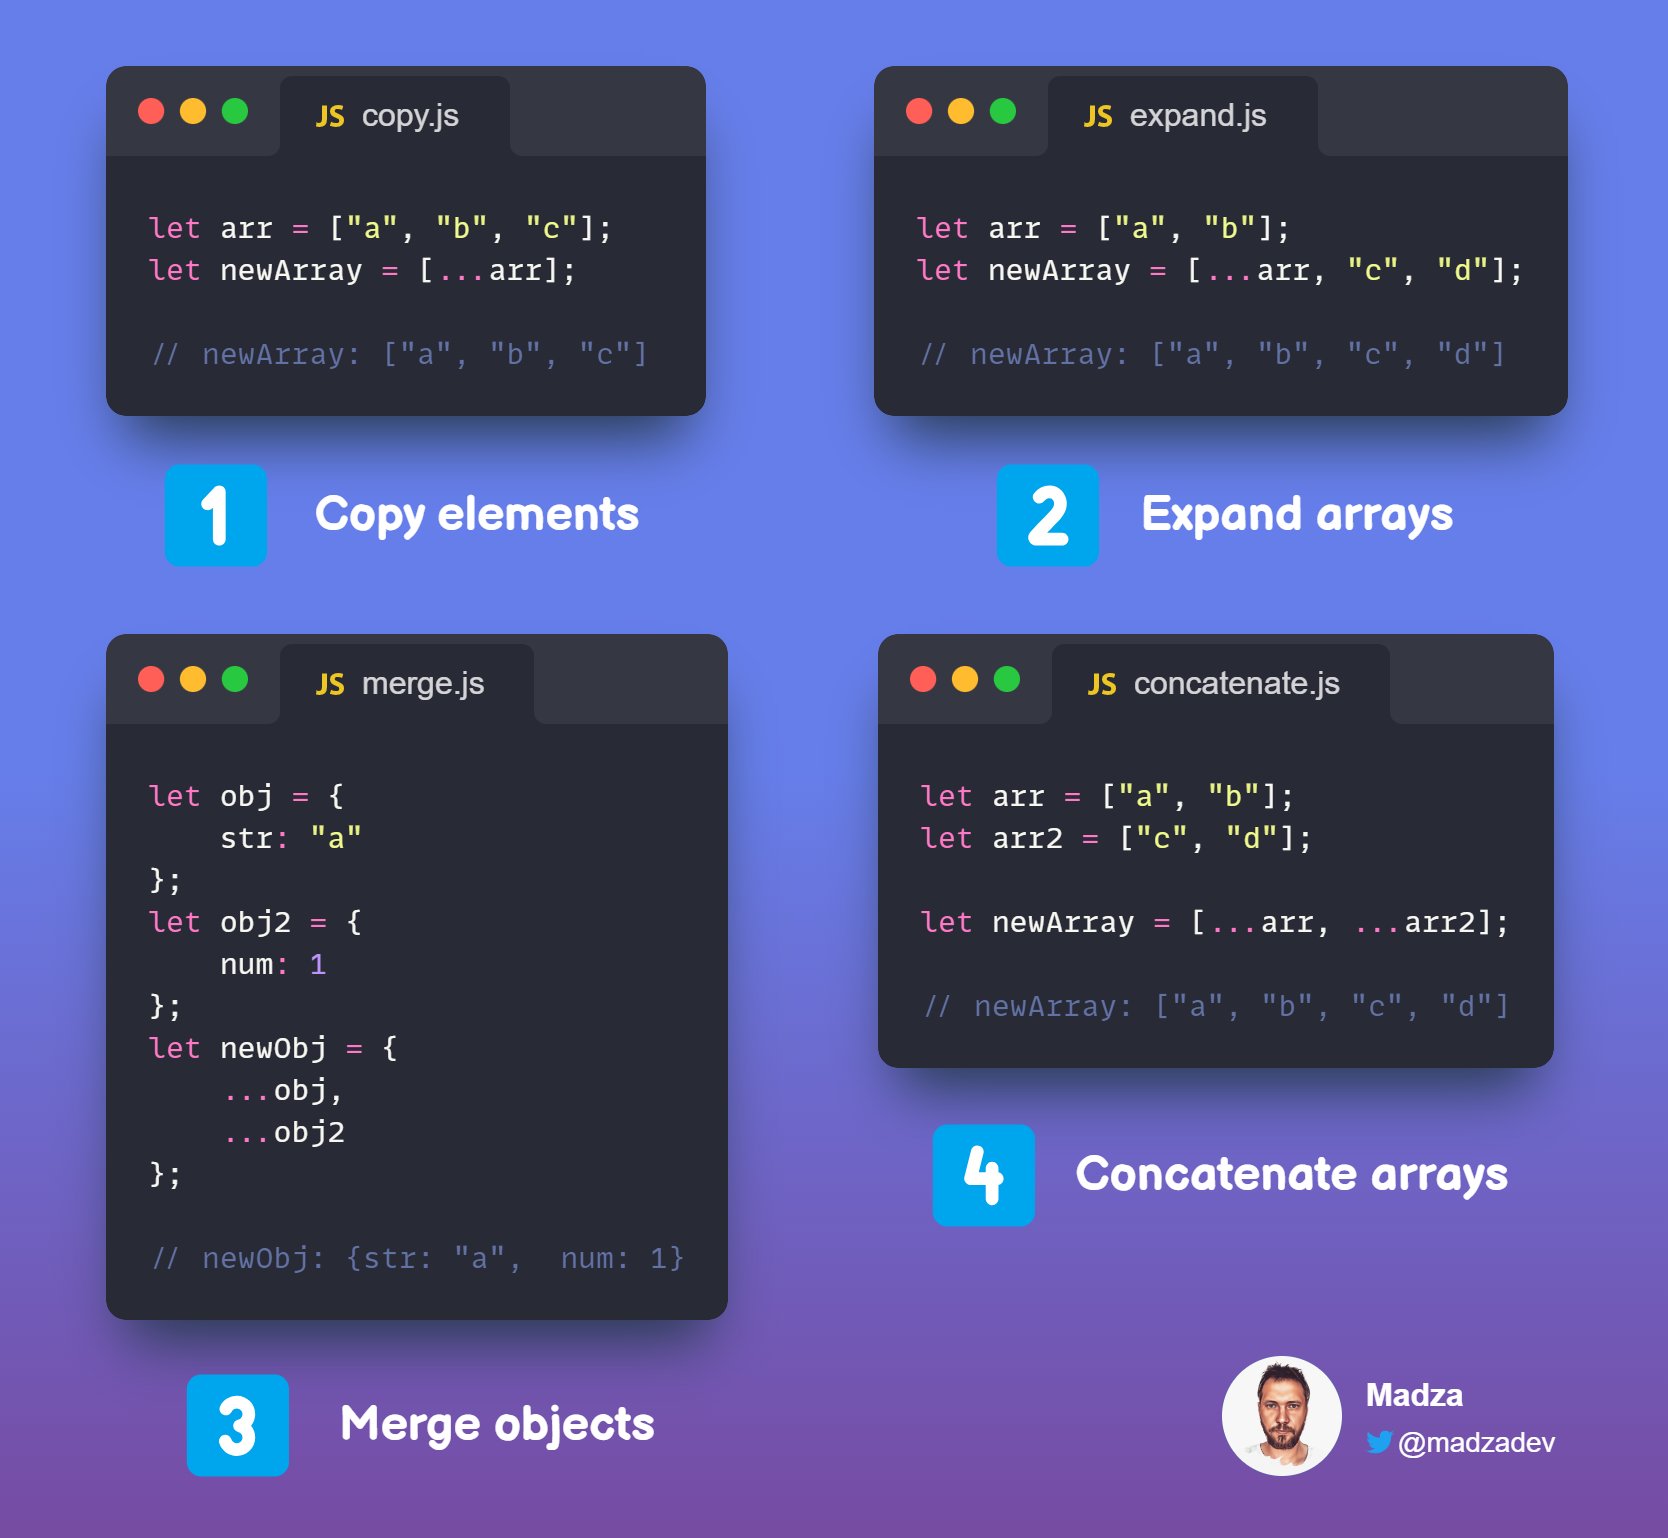 JS copy.js
let arr = ["a", "b", "c"];
let newArray = [...arr];
// newArray: ["a", "b", "c"]
1 Copy elements
JS expand.js
let arr = ["a", "b"];
let newArray = [...arr, "c", "d"];
// newArray: ["a", "b", "c", "d"]
2 Expand arrays
JS merge.js
let obj = {
    str: "a"
};
let obj2 = {
    num: 1
};
let newObj = {
    ...obj,
    ...obj2
};
// newObj: {str: "a",  num: 1}
3 Merge objects
JS concatenate.js
let arr = ["a", "b"];
let arr2 = ["c", "d"];
let newArray = [...arr, ...arr2];
// newArray: ["a", "b", "c", "d"]
4 Concatenate arrays
Madza
@madzadev